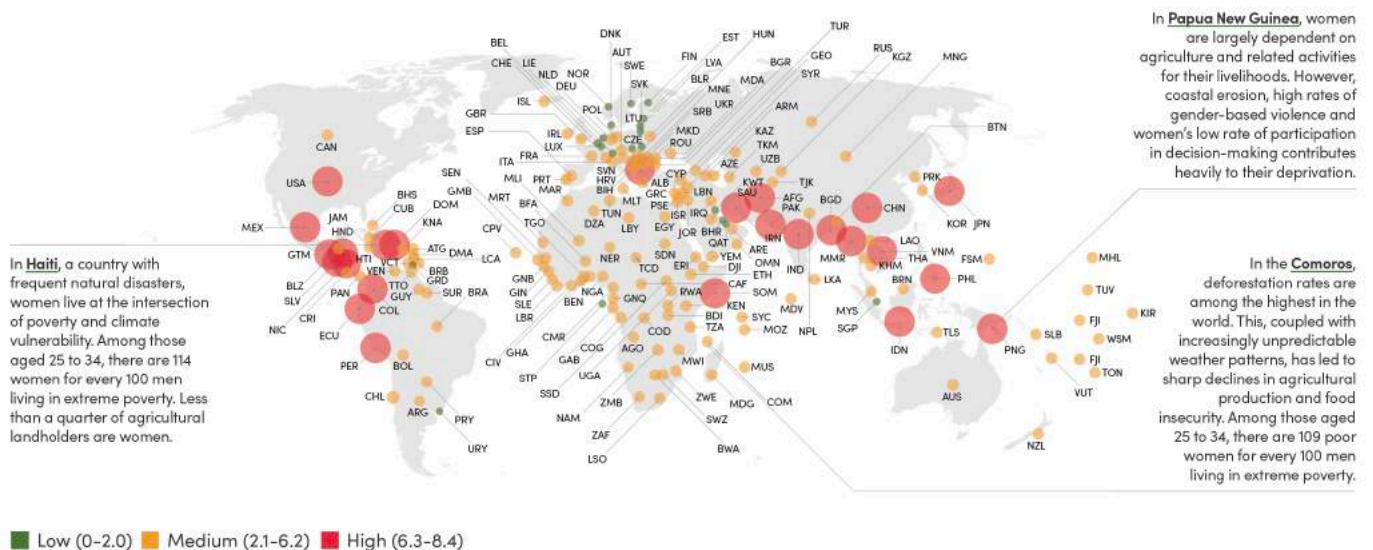 DNK
AUT
SWE
SVK
EST
HUN
TUR
BEL
CHE
LIE
NLD
NOR
DEU
FIN
LVA
BLR
MNE
MDA
BGR
GEO
SYR
RUS
KGZ
MNG
ISL
POL
LTU
UKR
SRB
ARM
GBR
ESP
IRL
LUX
CZE
MKD
ROU
KAZ
TKM
UZB
BTN
FRA
ITA
SVN
HRV
BIH
ALB
GRC
PSE
CYP
AZE
KWT
SAU
TJK
AFG
PAK
BGD
CHN
PRK
KOR
JPN
CAN
USA
MEX
SEN
GMB
MLI
MRT
BFA
TGO
CPV
PRT
MAR
TUN
MLT
DZA
LBY
EGY
ISR
LBN
IRQ
JOR
BHR
QAT
IRN
BHS
CUB
DOM
KNA
JAM
HND
GTM
HTI
VCT
ATG
DMA
LCA
VEN
BRB
GRD
TTO
GUY
SUR
BRA
BLZ
SLV
NIC
CRI
PAN
COL
ECU
PER
BOL
CHL
ARG
PRY
URY
GNB
GIN
SLE
LBR
CIV
GHA
BEN
NGA
NER
TCD
SDN
ERI
YEM
DJI
ARE
OMN
ETH
CAF
SOM
GNQ
RWA
BDI
KEN
SYC
TZA
MOZ
CMR
STP
GAB
COG
SSD
UGA
AGO
COD
MWI
NAM
ZMB
ZAF
LSO
ZWE
SWZ
BWA
MDG
COM
MUS
IND
LKA
MDV
NPL
MMR
LAO
VNM
THA
KHM
BRN
PHL
MYS
SGP
IDN
TLS
PNG
AUS
NZL
FSM
MHL
TUV
KIR
FJI
SLB
WSM
FJI
TON
VUT
In Haiti, a country with
frequent natural disasters,
women live at the intersection
of poverty and climate
vulnerability. Among those
aged 25 to 34, there are 114
women for every 100 men
living in extreme poverty. Less
than a quarter of agricultural
landholders are women.
In Papua New Guinea, women
are largely dependent on
agriculture and related activities
for their livelihoods. However,
coastal erosion, high rates of
gender-based violence and
women's low rate of participation
in decision-making contributes
heavily to their deprivation.
In the Comoros,
deforestation rates are
among the highest in the
world. This, coupled with
increasingly unpredictable
weather patterns, has led to
sharp declines in agricultural
production and food
insecurity. Among those aged
25 to 34, there are 109 poor
women for every 100 men
living in extreme poverty.
Low (0-2.0) Medium (2.1-6.2) High (6.3-8.4)